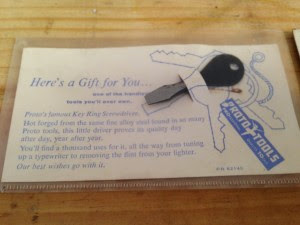 Here's a Gift for You...
one of the handiest
tools you'll ever own.
Proto's famous Key Ring Screwdriver.
Hot forged from the same fine alloy steel found in so many
Proto tools, this little driver proves its quality day
after day, year after year.
You'll find a thousand uses for it, all the way from tuning
up a typewriter to removing the flint from your lighter.
Our best wishes go with it.
PROTO TOOLS